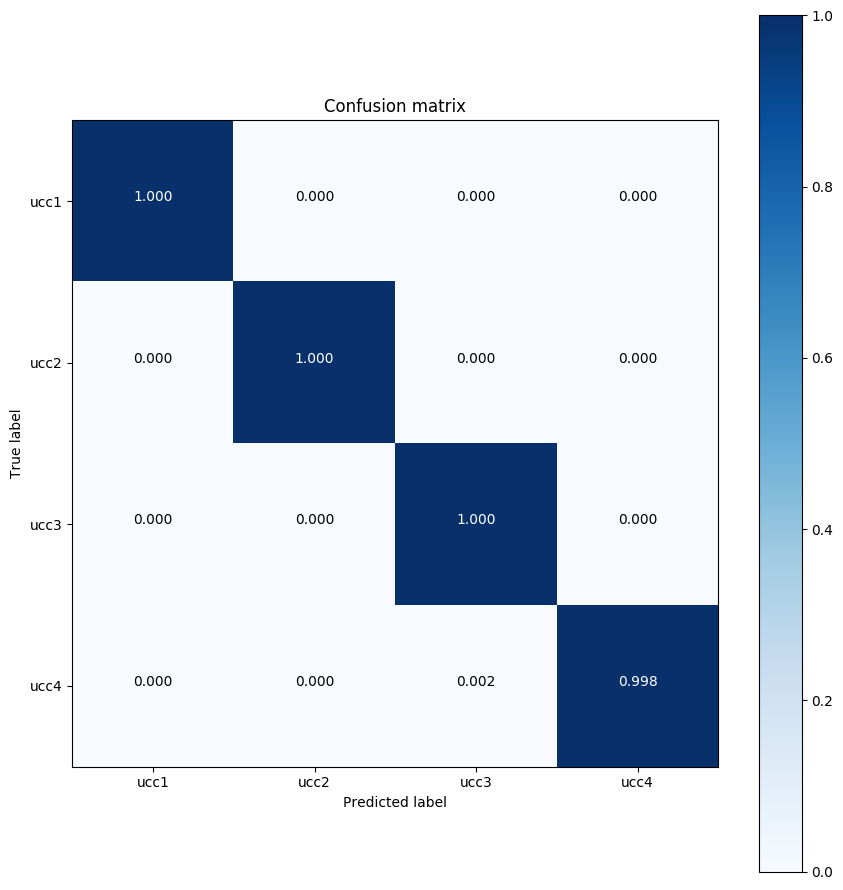 Confusion matrix
1.0
0.8
0.6
0.4
0.2
0.0
True label
ucc1 1.000 0.000 0.000 0.000
ucc2 0.000 1.000 0.000 0.000
ucc3 0.000 0.000 1.000 0.000
ucc4 0.000 0.000 0.002 0.998
ucc1 ucc2 ucc3 ucc4
Predicted label